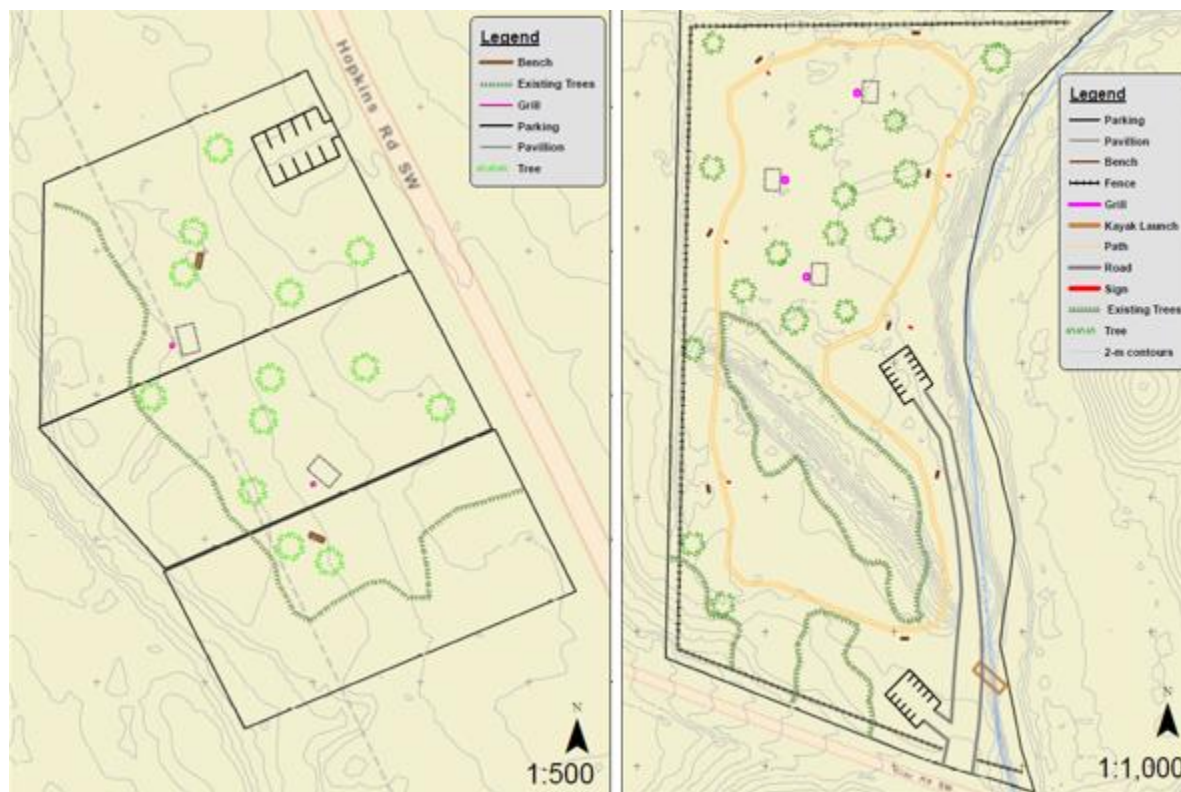 Legend
Bench
Existing Trees
Grill
Parking
Pavillion
Tree
Hopkins Rd SW
N
1:500
Legend
Parking
Pavillion
Bench
Fence
Grill
Kayak Launch
Path
Road
Sign
Existing Trees
Tree
2-m contours
N
1:1,000